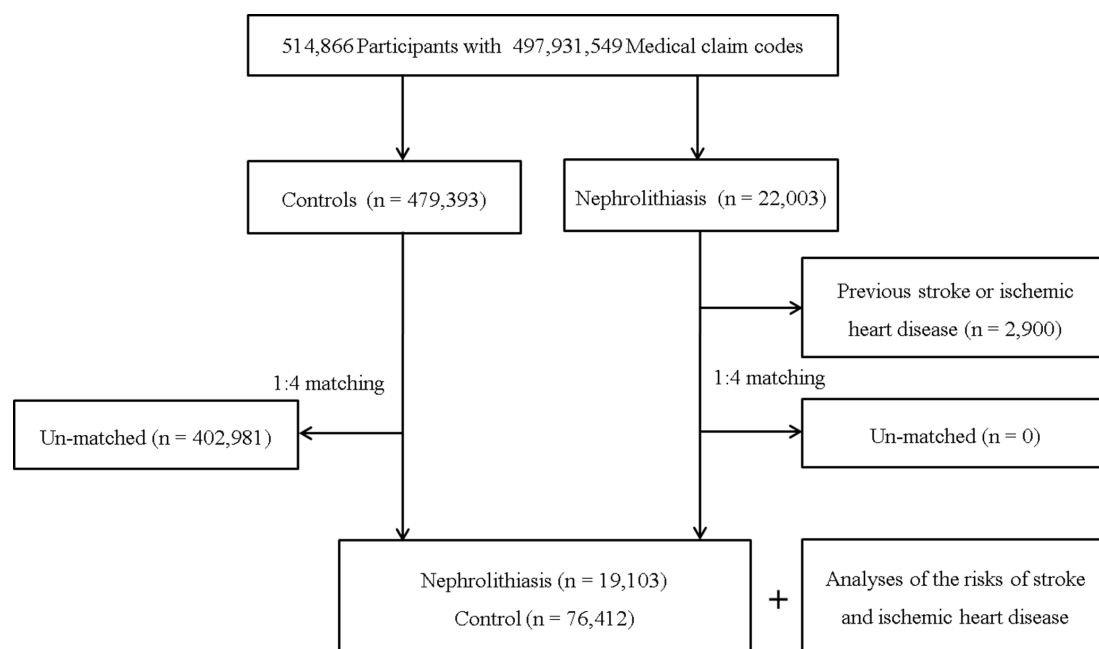 514,866 Participants with 497,931,549 Medical claim codes
Controls (n = 479,393)
Nephrolithiasis (n = 22,003)
Previous stroke or ischemic
heart disease (n = 2,900)
1:4 matching
1:4 matching
Un-matched (n = 402,981)
Un-matched (n = 0)
Nephrolithiasis (n = 19,103)
Control (n = 76,412)
+
Analyses of the risks of stroke
and ischemic heart disease